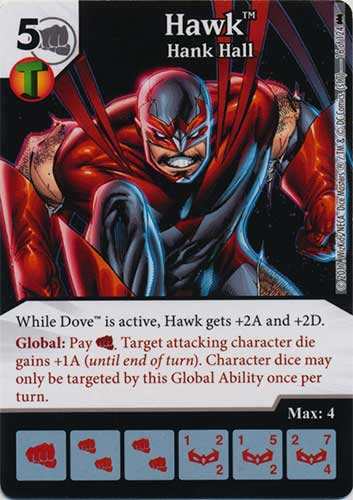 5
Hawk™
Hank Hall
T
While Dove™ is active, Hawk gets +2A and +2D.
Global: Pay. Target attacking character die
gains +1A (until end of turn). Character dice may
only be targeted by this Global Ability once per
turn.
Max: 4
1 2
2
1 5
2
2 7
4